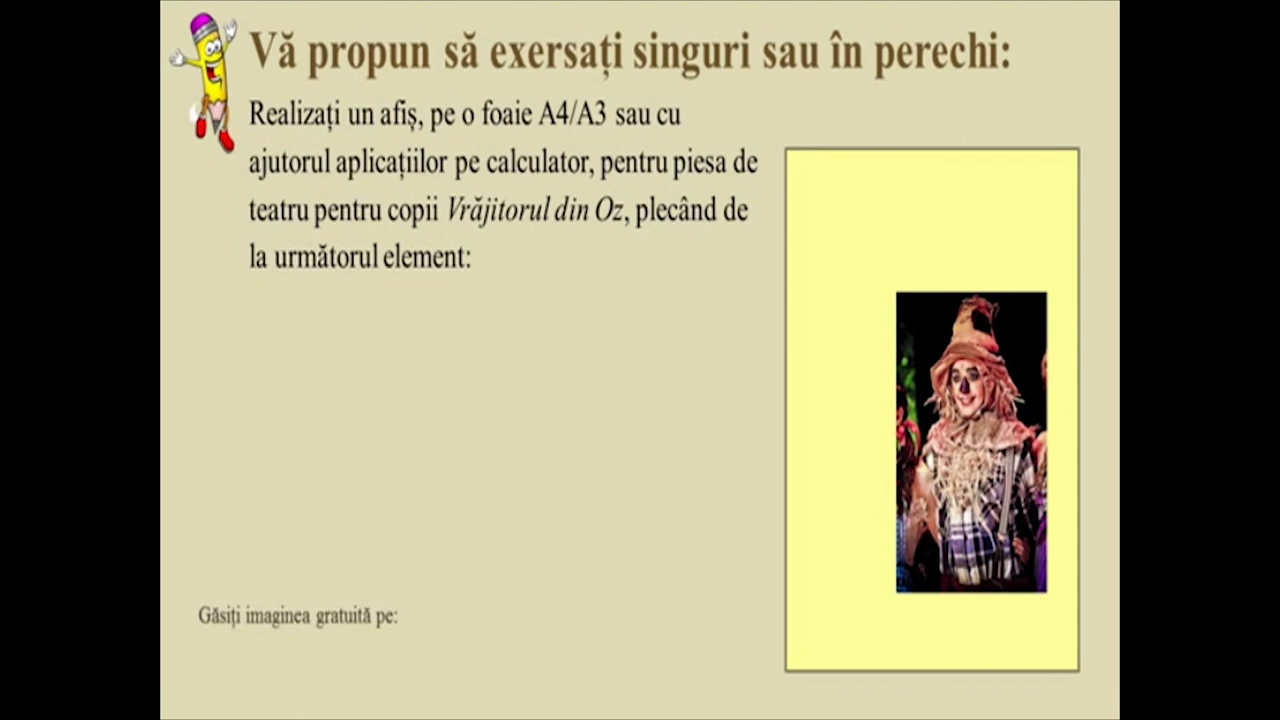 Vă propun să exersați singuri sau în perechi:
Realizați un afiș, pe o foaie A4/A3 sau cu
ajutorul aplicațiilor pe calculator, pentru piesa de
teatru pentru copii Vrăjitorul din Oz, plecând de
la următorul element:
Găsiți imaginea gratuită pe: